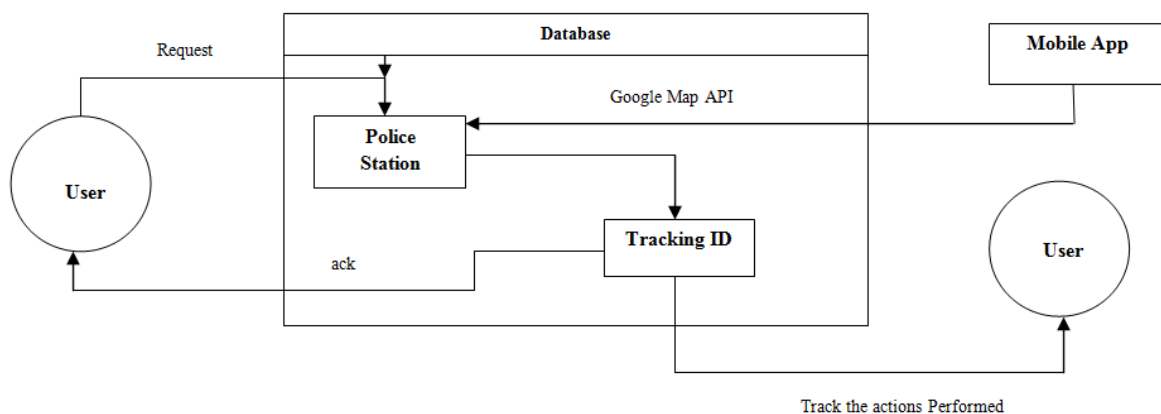 Database
Mobile App
Request
Google Map API
Police
Station
User
Tracking ID
User
ack
Track the actions Performed